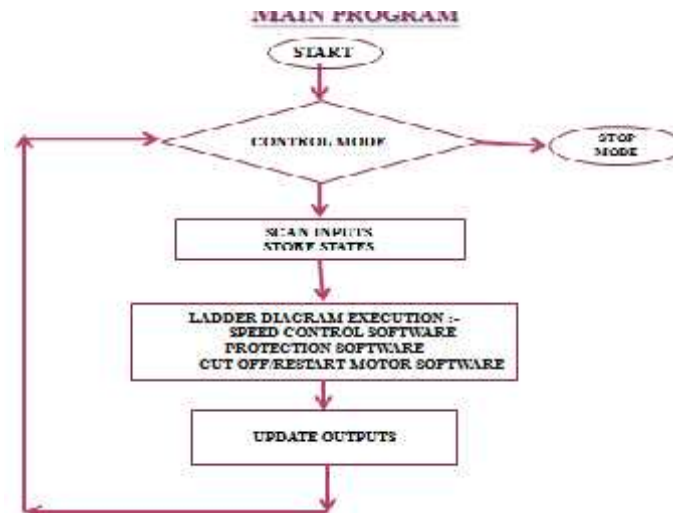 MAIN PROGRAM
START
CONTROL MODE
STOP
MODE
SCAN INPUTS
STORE STATES
LADDER DIAGRAM EXECUTION :-
SPEED CONTROL SOFTWARE
PROTECTION SOFTWARE
CUT OFF/RESTART MOTOR SOFTWARE
UPDATE OUTPUTS